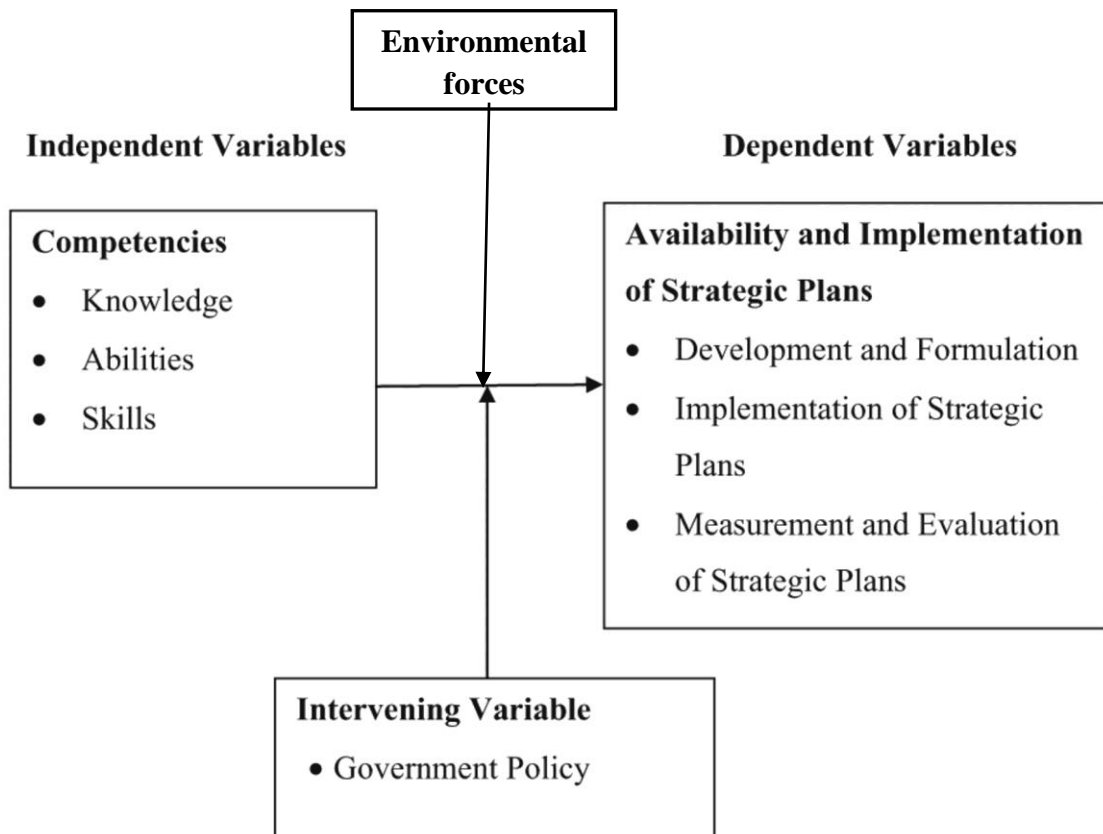 Environmental
forces
Independent Variables
Dependent Variables
Competencies
• Knowledge
• Abilities
• Skills
Availability and Implementation
of Strategic Plans
• Development and Formulation
• Implementation of Strategic
Plans
• Measurement and Evaluation
of Strategic Plans
Intervening Variable
• Government Policy